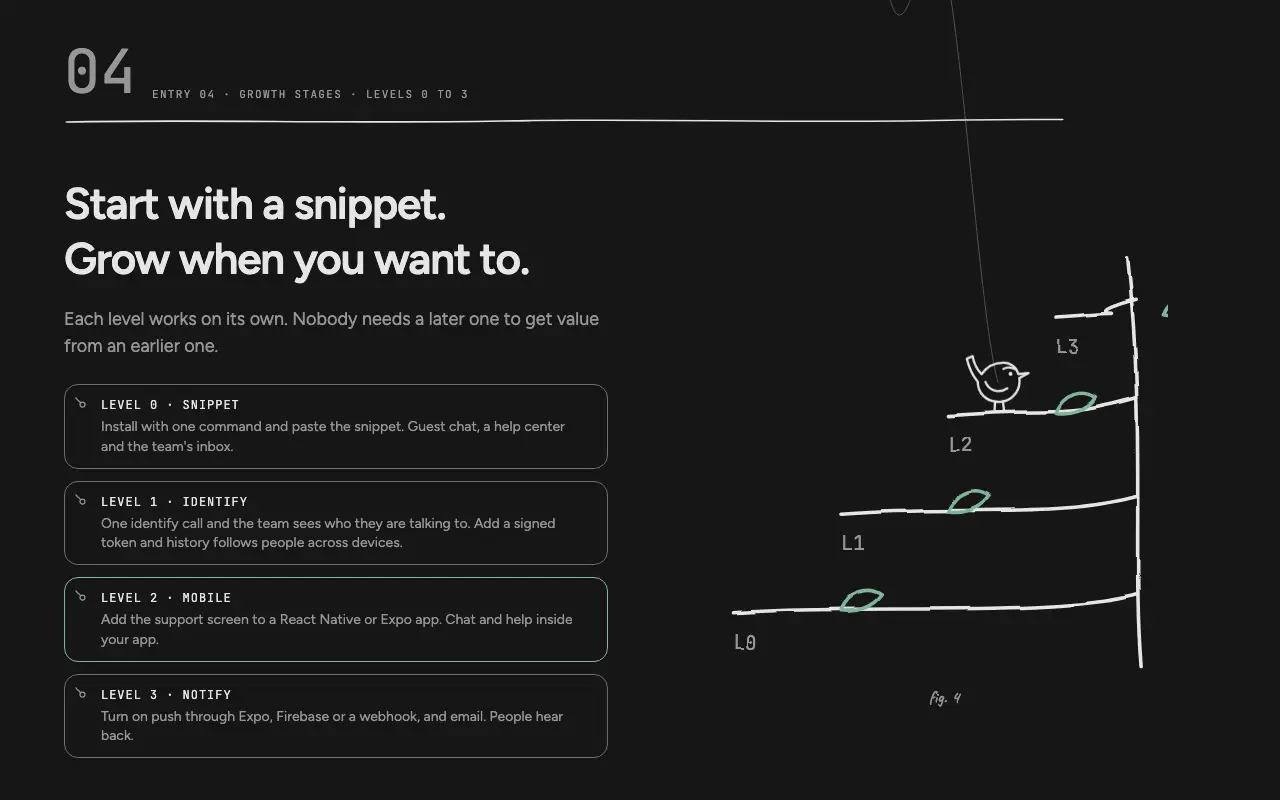 04
ENTRY 04 · GROWTH STAGES · LEVELS 0 TO 3
Start with a snippet.
Grow when you want to.
Each level works on its own. Nobody needs a later one to get value
from an earlier one.
LEVEL 0 · SNIPPET
Install with one command and paste the snippet. Guest chat, a help center
and the team's inbox.
LEVEL 1 · IDENTIFY
One identify call and the team sees who they are talking to. Add a signed
token and history follows people across devices.
LEVEL 2 · MOBILE
Add the support screen to a React Native or Expo app. Chat and help inside
your app.
LEVEL 3 · NOTIFY
Turn on push through Expo, Firebase or a webhook, and email. People hear
back.
L3
L2
L1
L0
fig. 4